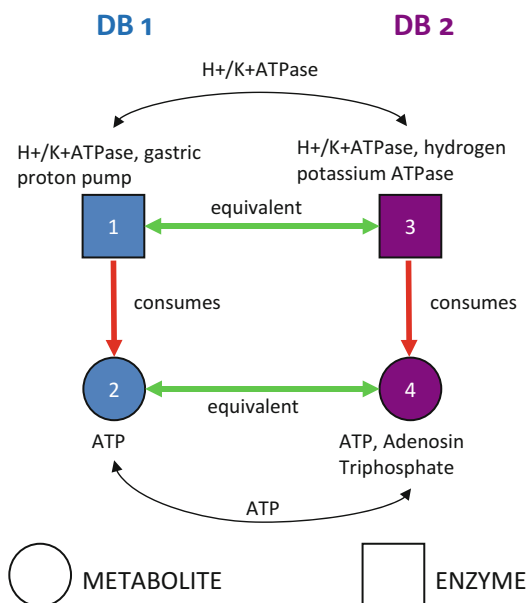 DB 1
DB 2
H+/K+ATPase
H+/K+ATPase, gastric
proton pump
H+/K+ATPase, hydrogen
potassium ATPase
1
equivalent
3
consumes
consumes
2
equivalent
4
ATP
ATP, Adenosin
Triphosphate
ATP
METABOLITE
ENZYME